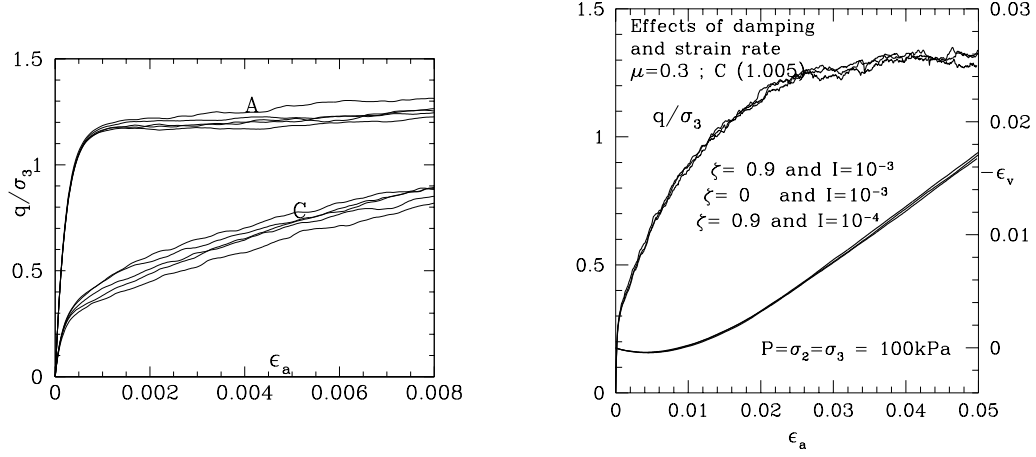 1.5
1
0.5
0
q/σ3
A
C
ϵa
0 0.002 0.004 0.006 0.008
Effects of damping
and strain rate
μ=0.3 ; C (1.005)
q/σ3
ζ= 0.9 and I=10⁻³
ζ= 0 and I=10⁻³
ζ= 0.9 and I=10⁻⁴
P=σ2=σ3 = 100kPa
1.5
1
0.5
0
0.03
0.02
−ϵv
0.01
0
0 0.01 0.02 0.03 0.04 0.05
ϵa